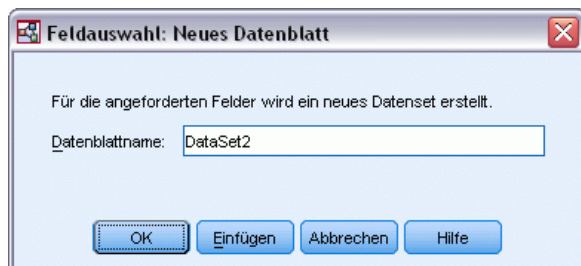 Feldauswahl: Neues Datenblatt
Für die angeforderten Felder wird ein neues Datenset erstellt.
Datenblattname: DataSet2
OK Einfügen Abbrechen Hilfe